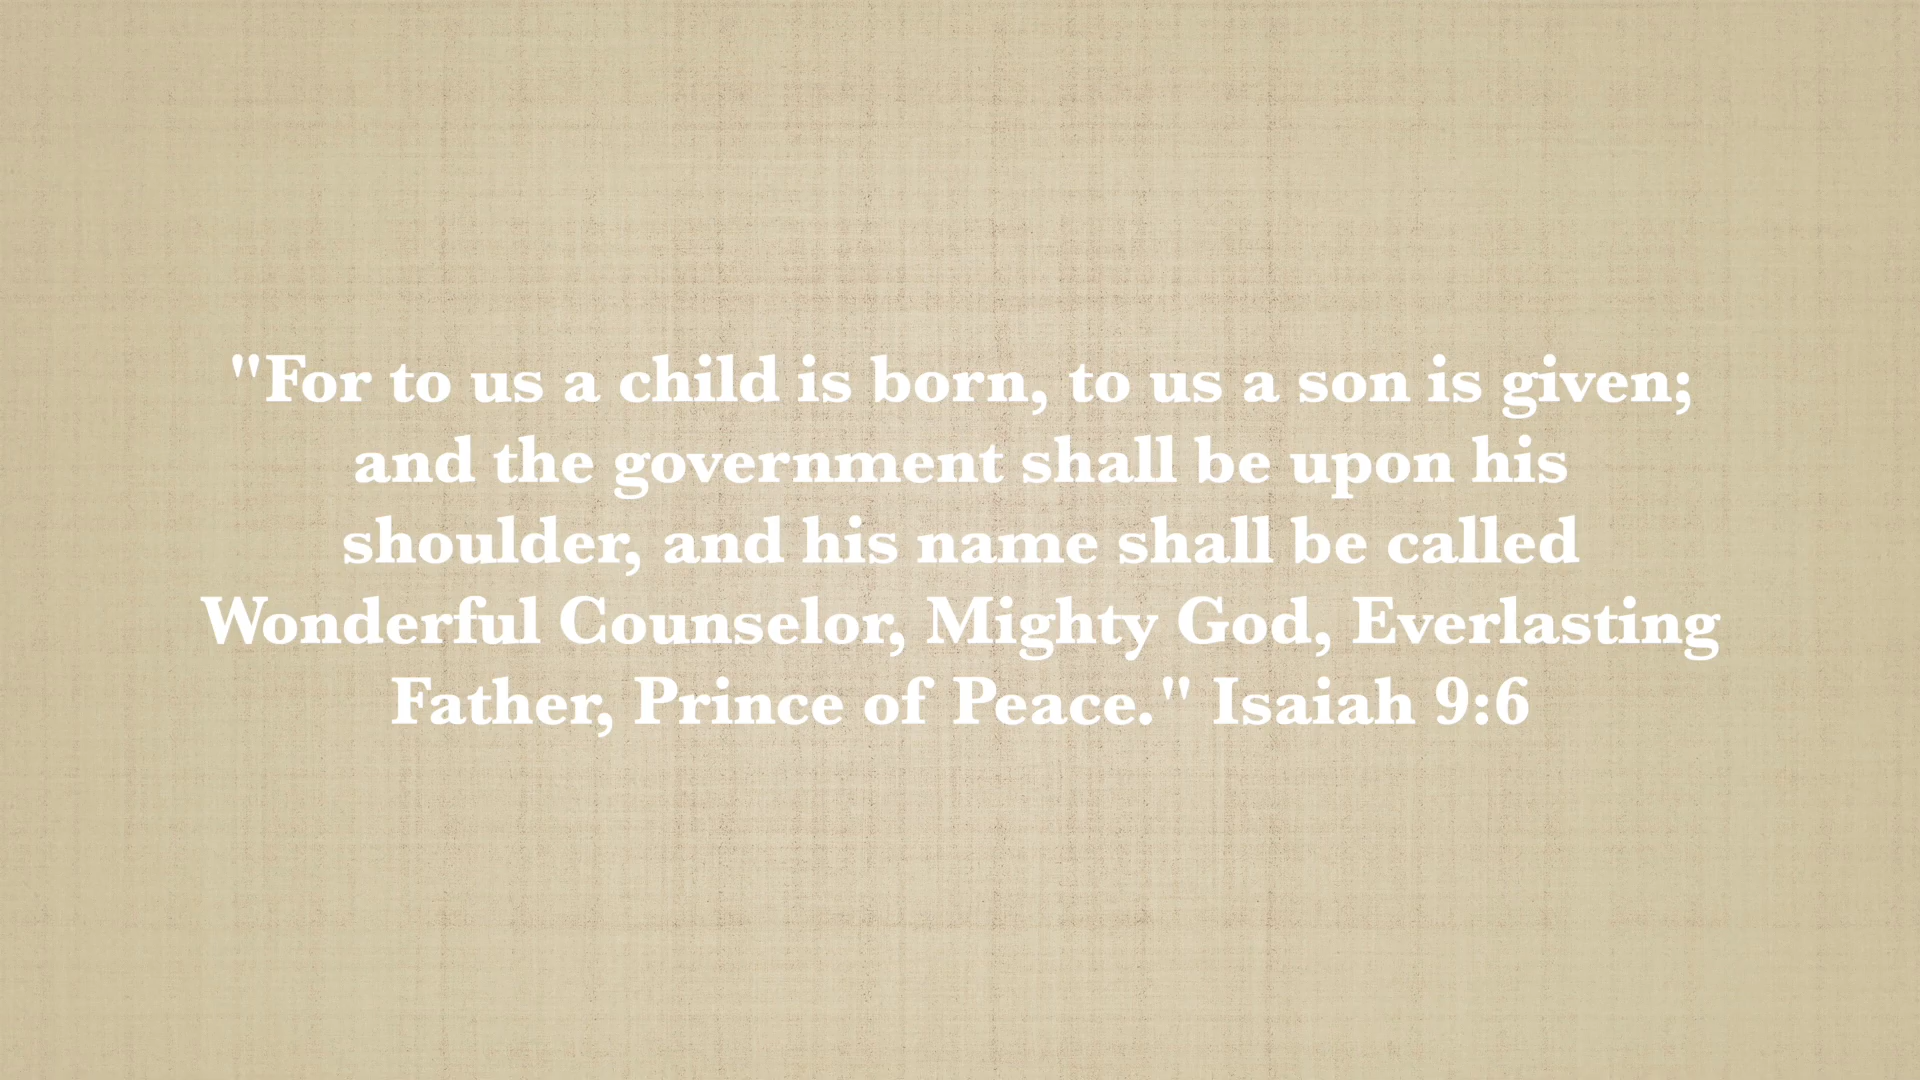 "For to us a child is born, to us a son is given;
and the government shall be upon his
shoulder, and his name shall be called
Wonderful Counselor, Mighty God, Everlasting
Father, Prince of Peace." Isaiah 9:6